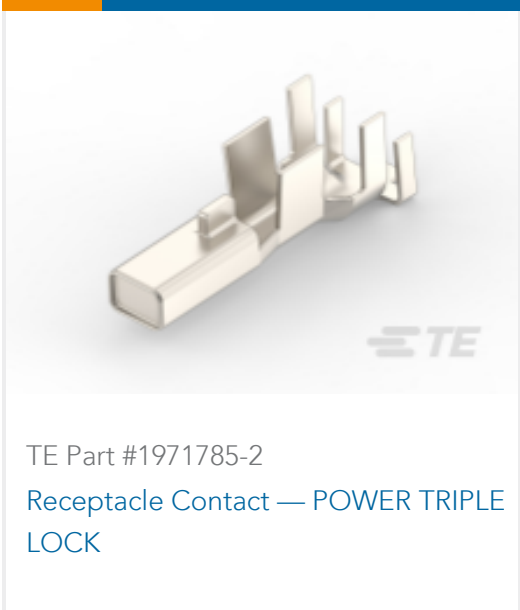 TE
TE Part #1971785-2
Receptacle Contact — POWER TRIPLE
LOCK